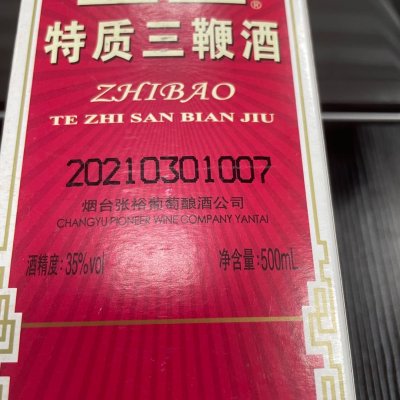 ®
特质三鞭酒
ZHIBAO
TE ZHI SAN BIAN JIU
20210301007
烟台张裕葡萄酿酒公司
CHANGYU PIONEER WINE COMPANY YANTAI
酒精度:35%vol 净含量:500mL